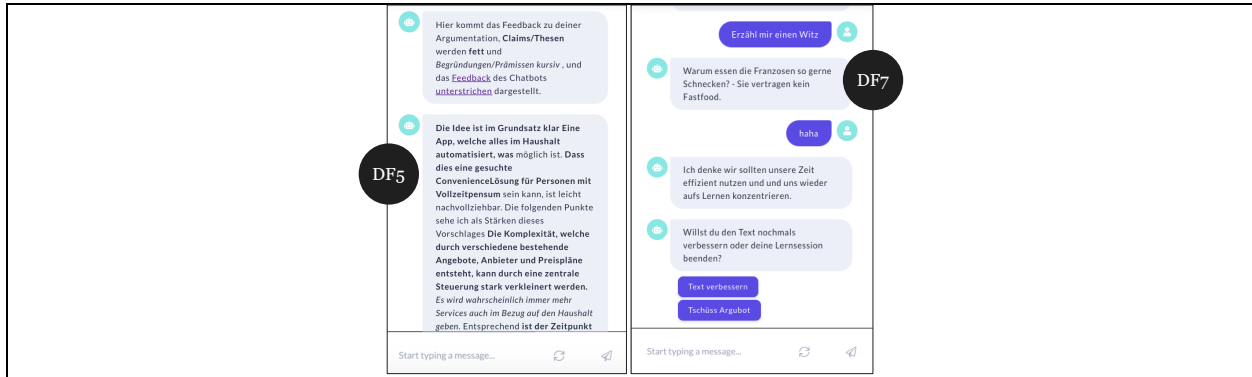 Hier kommt das Feedback zu deiner
Argumentation, Claims/Thesen
werden fett und
Begründungen/Prämissen kursiv , und
das Feedback des Chatbots
unterstrichen dargestellt.
Die Idee ist im Grundsatz klar Eine
App, welche alles im Haushalt
automatisiert, was möglich ist. Dass
dies eine gesuchte
ConvenienceLösung für Personen mit
Vollzeitpensum sein kann, ist leicht
nachvollziehbar. Die folgenden Punkte
sehe ich als Stärken dieses
Vorschlages Die Komplexität, welche
durch verschiedene bestehende
Angebote, Anbieter und Preispläne
entsteht, kann durch eine zentrale
Steuerung stark verkleinert werden.
Es wird wahrscheinlich immer mehr
Services auch im Bezug auf den Haushalt
geben. Entsprechend ist der Zeitpunkt
DF5
Start typing a message...
Erzähl mir einen Witz
Warum essen die Franzosen so gerne
Schnecken? - Sie vertragen kein
Fastfood.
DF7
haha
Ich denke wir sollten unsere Zeit
effizient nutzen und und uns wieder
aufs Lernen konzentrieren.
Willst du den Text nochmals
verbessern oder deine Lernsession
beenden?
Text verbessern
Tschüss Argubot
Start typing a message...